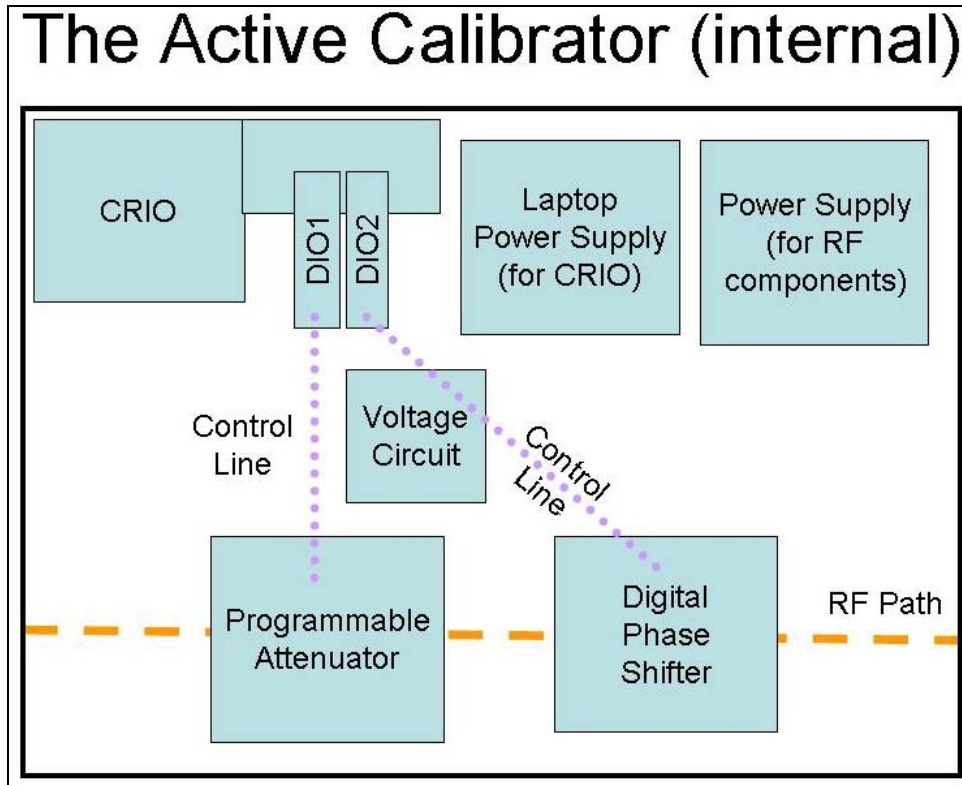 The Active Calibrator (internal)
CRIO
DIO1
DIO2
Laptop
Power Supply
(for CRIO)
Power Supply
(for RF
components)
Control
Line
Voltage
Circuit
Control
Line
Programmable
Attenuator
Digital
Phase
Shifter
RF Path